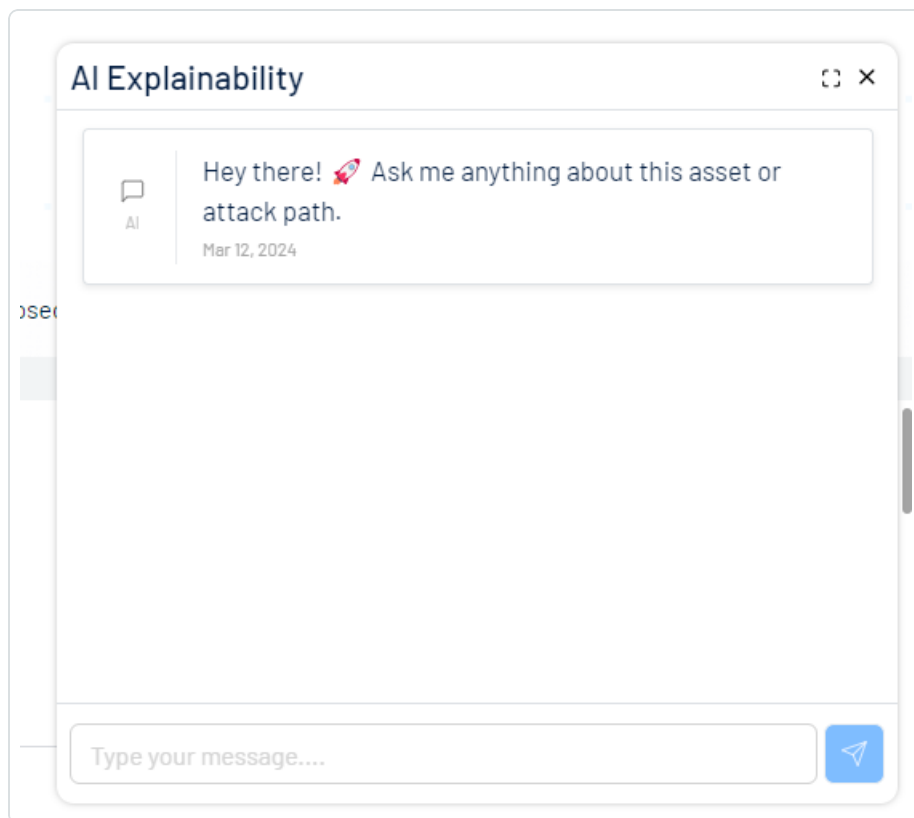 AI Explainability
Hey there! 🚀 Ask me anything about this asset or
attack path.
AI
Mar 12, 2024
Type your message....